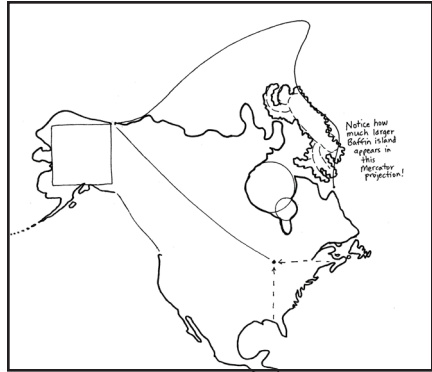 Notice how
much larger
Baffin island
appears in
this
Mercator
projection!